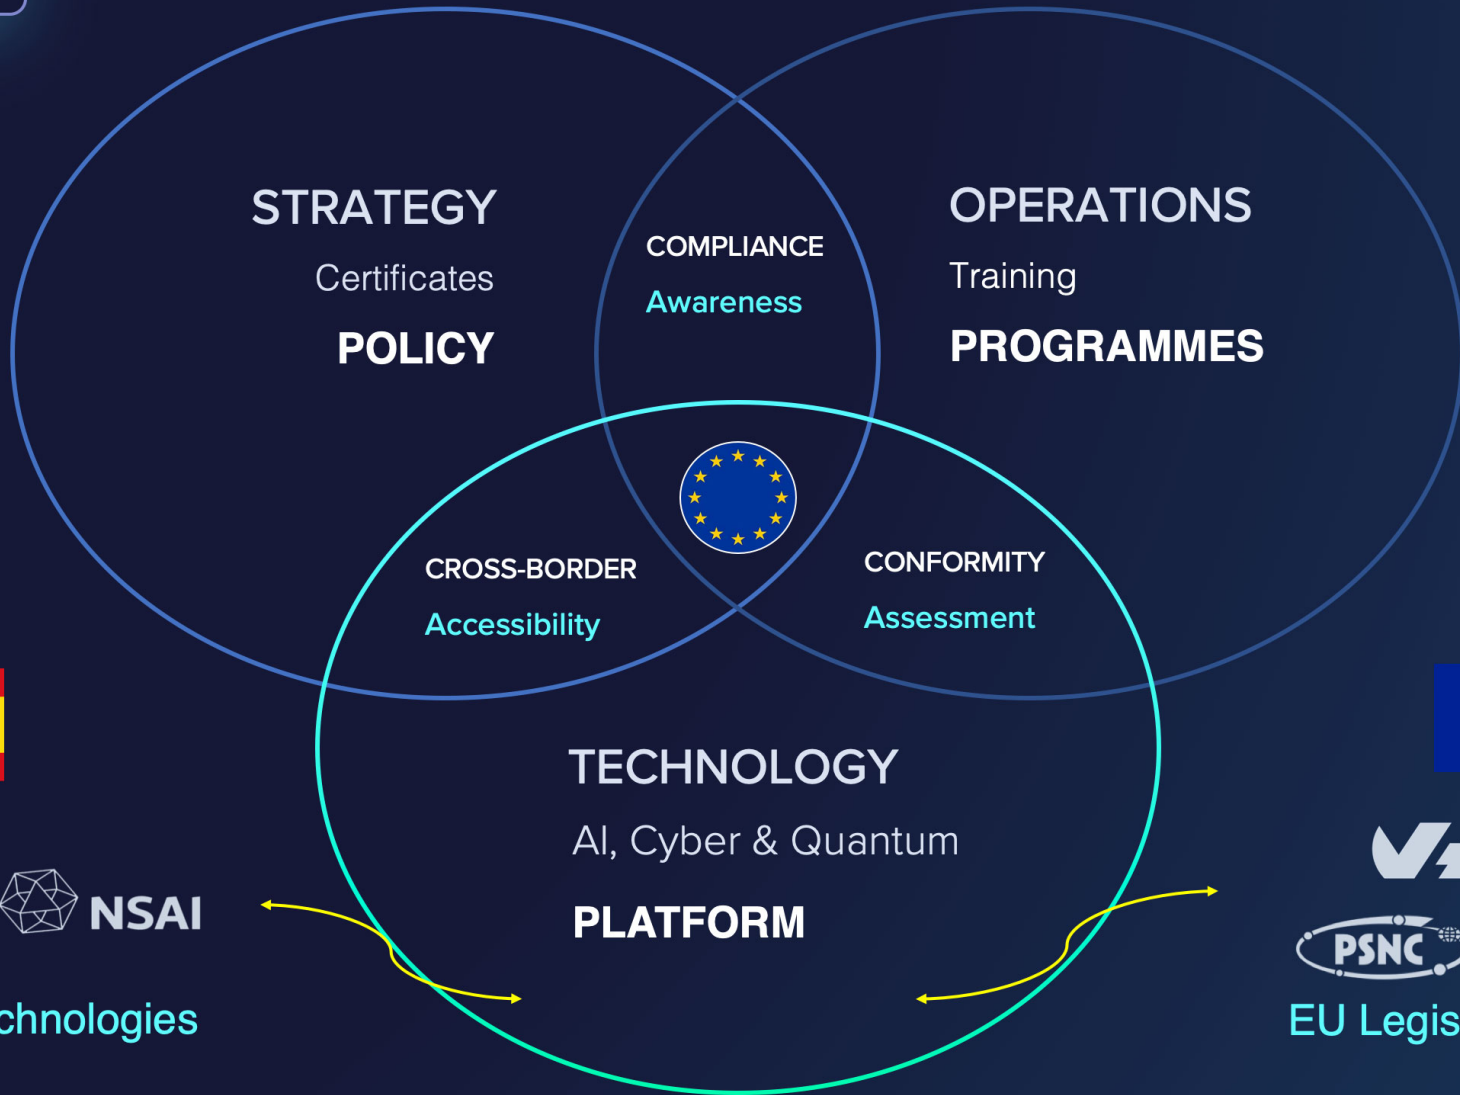 STRATEGY
Certificates
POLICY
COMPLIANCE
Awareness
OPERATIONS
Training
PROGRAMMES
CROSS-BORDER
Accessibility
CONFORMITY
Assessment
TECHNOLOGY
AI, Cyber & Quantum
PLATFORM
NSAI
PSNC
chnologies
EU Legis